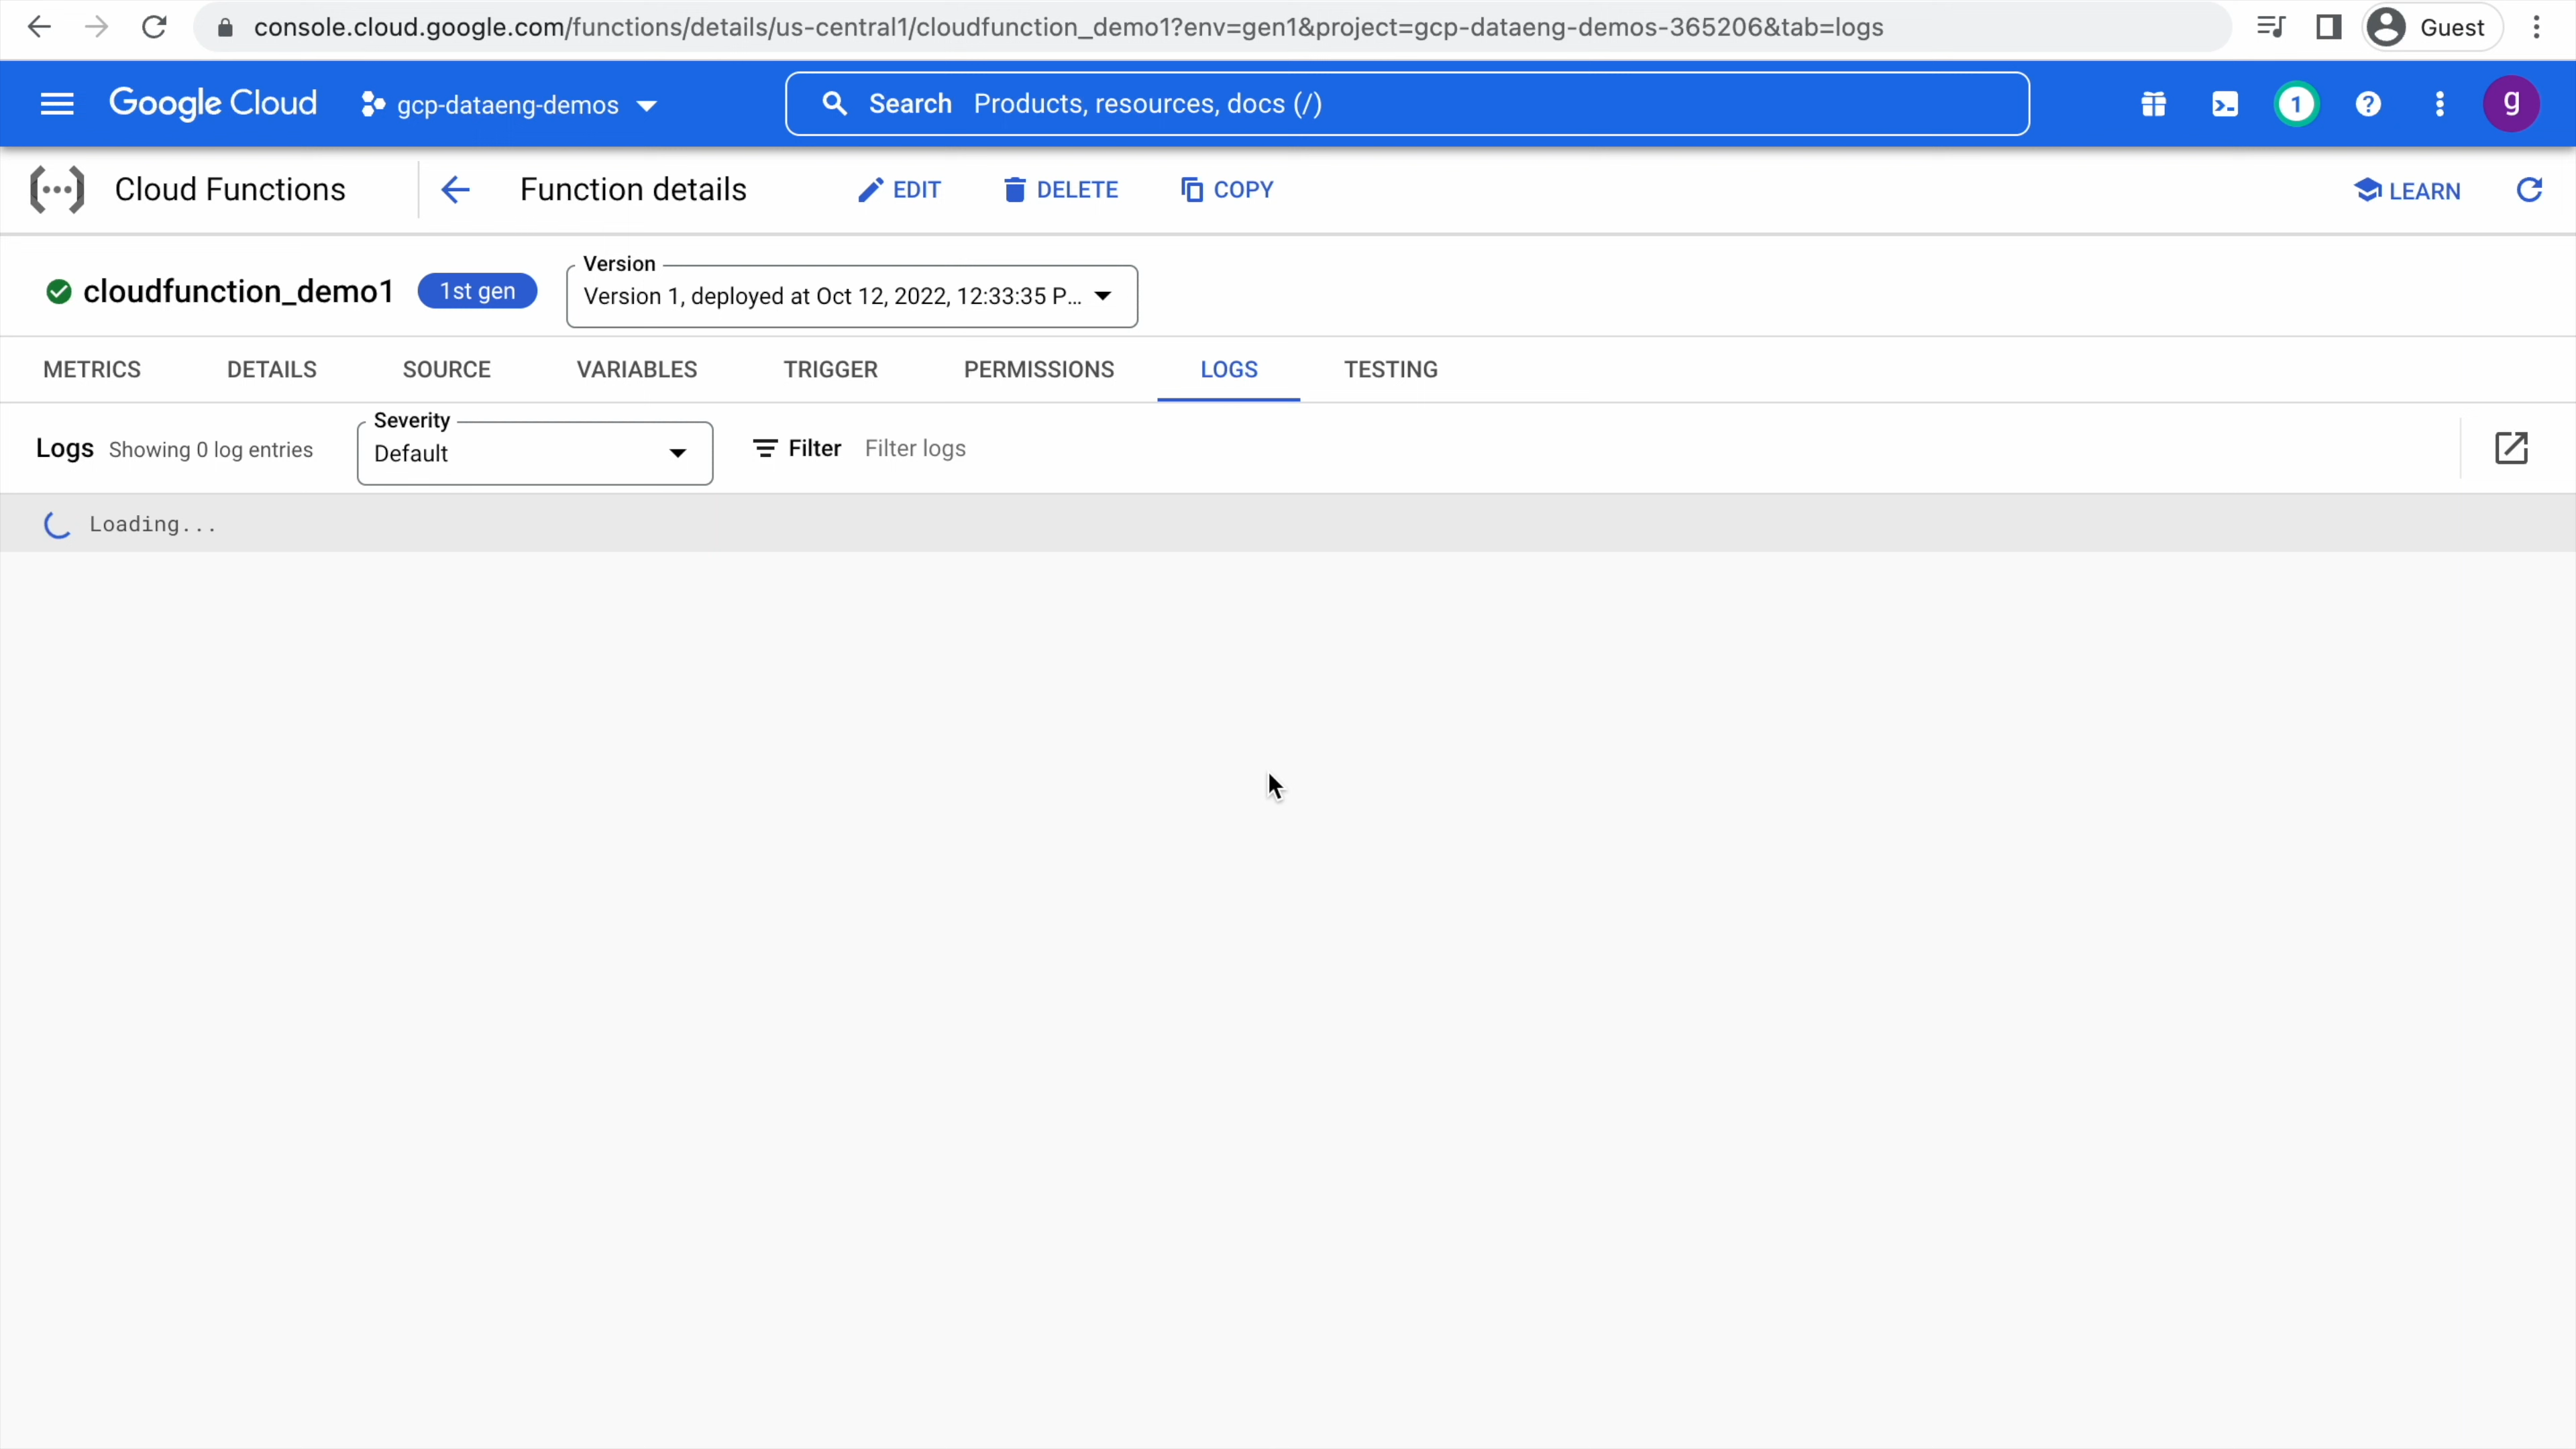 console.cloud.google.com/functions/details/us-central1/cloudfunction_demo1?env=gen1&project=gcp-dataeng-demos-365206&tab=logs Guest
Google Cloud gcp-dataeng-demos Search Products, resources, docs (/) 1 ? g
Cloud Functions Function details EDIT DELETE COPY LEARN
Version
cloudfunction_demo1 1st gen Version 1, deployed at Oct 12, 2022, 12:33:35 P...
METRICS DETAILS SOURCE VARIABLES TRIGGER PERMISSIONS LOGS TESTING
Severity
Logs Showing 0 log entries Default Filter Filter logs
Loading...